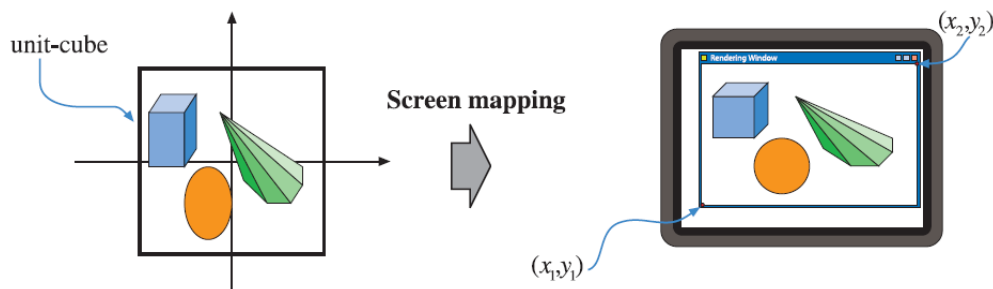 unit-cube
Screen mapping
Rendering Window
(x₂,y₂)
(x₁,y₁)